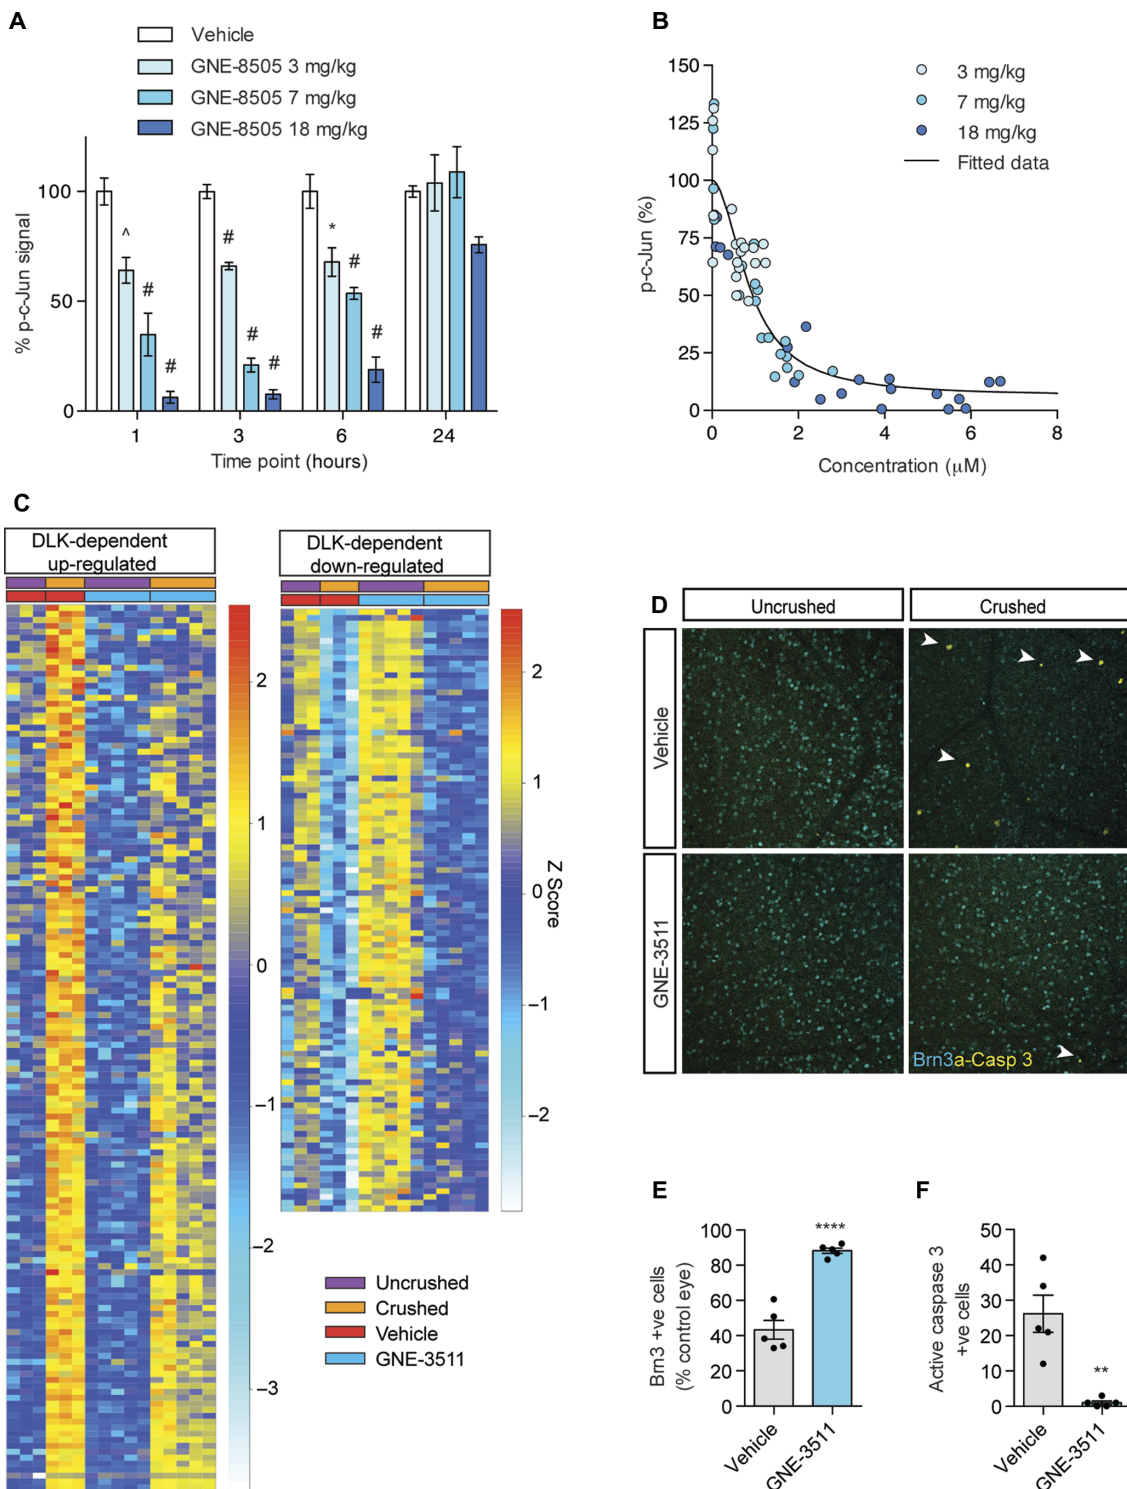 A
Vehicle
GNE-8505 3 mg/kg
GNE-8505 7 mg/kg
GNE-8505 18 mg/kg
% p-c-Jun signal
100
50
0
^
#
#
#
#
#
*
#
#
1
3
6
24
Time point (hours)
B
3 mg/kg
7 mg/kg
18 mg/kg
Fitted data
p-c-Jun (%)
150
125
100
75
50
25
0
0
2
4
6
8
Concentration (μM)
C
DLK-dependent
up-regulated
2
1
0
−1
−2
−3
DLK-dependent
down-regulated
2
1
0
−1
−2
Z Score
Uncrushed
Crushed
Vehicle
GNE-3511
D
Uncrushed
Crushed
Vehicle
GNE-3511
Brn3a-Casp 3
E
Brn3 +ve cells
(% control eye)
100
80
60
40
20
0
****
Vehicle
GNE-3511
F
Active caspase 3
+ve cells
50
40
30
20
10
0
**
Vehicle
GNE-3511